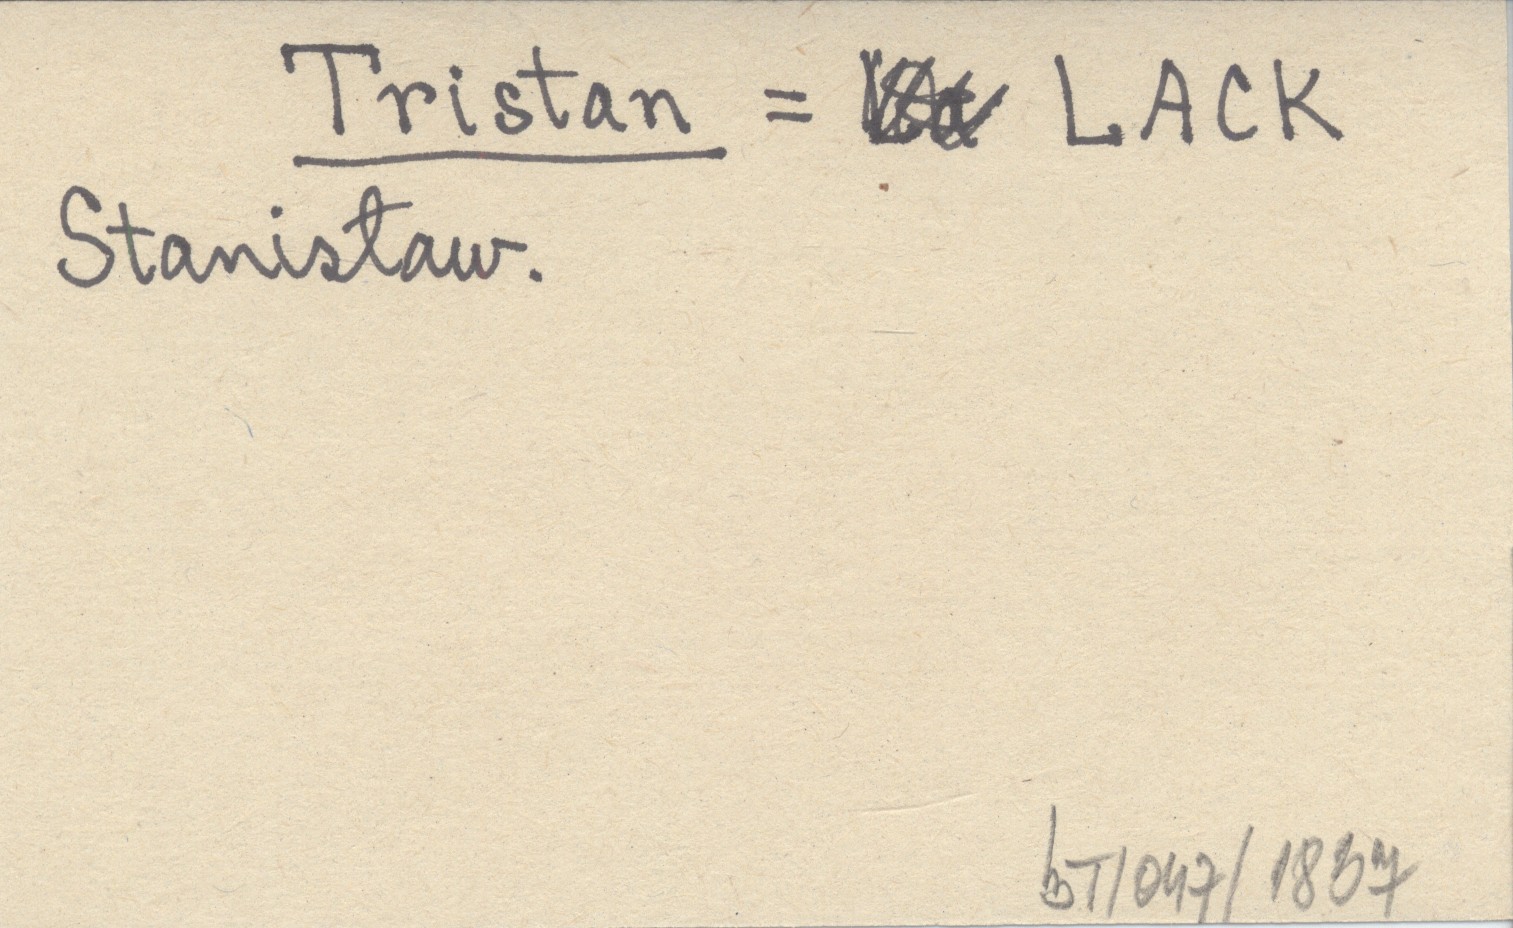 Tristan = LACK
Stanisław.
bT/047/1837